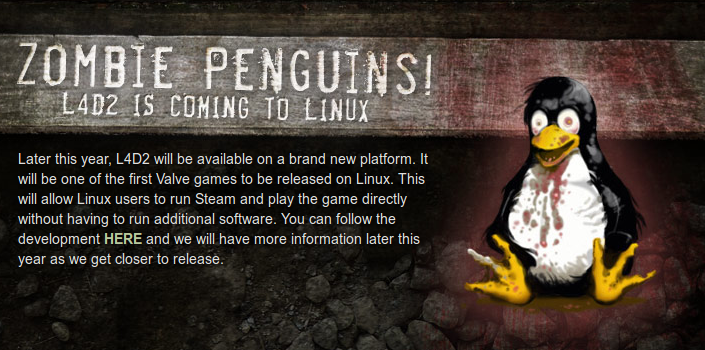 ZOMBIE PENGUINS!
L4D2 IS COMING TO LINUX
Later this year, L4D2 will be available on a brand new platform. It
will be one of the first Valve games to be released on Linux. This
will allow Linux users to run Steam and play the game directly
without having to run additional software. You can follow the
development HERE and we will have more information later this
year as we get closer to release.